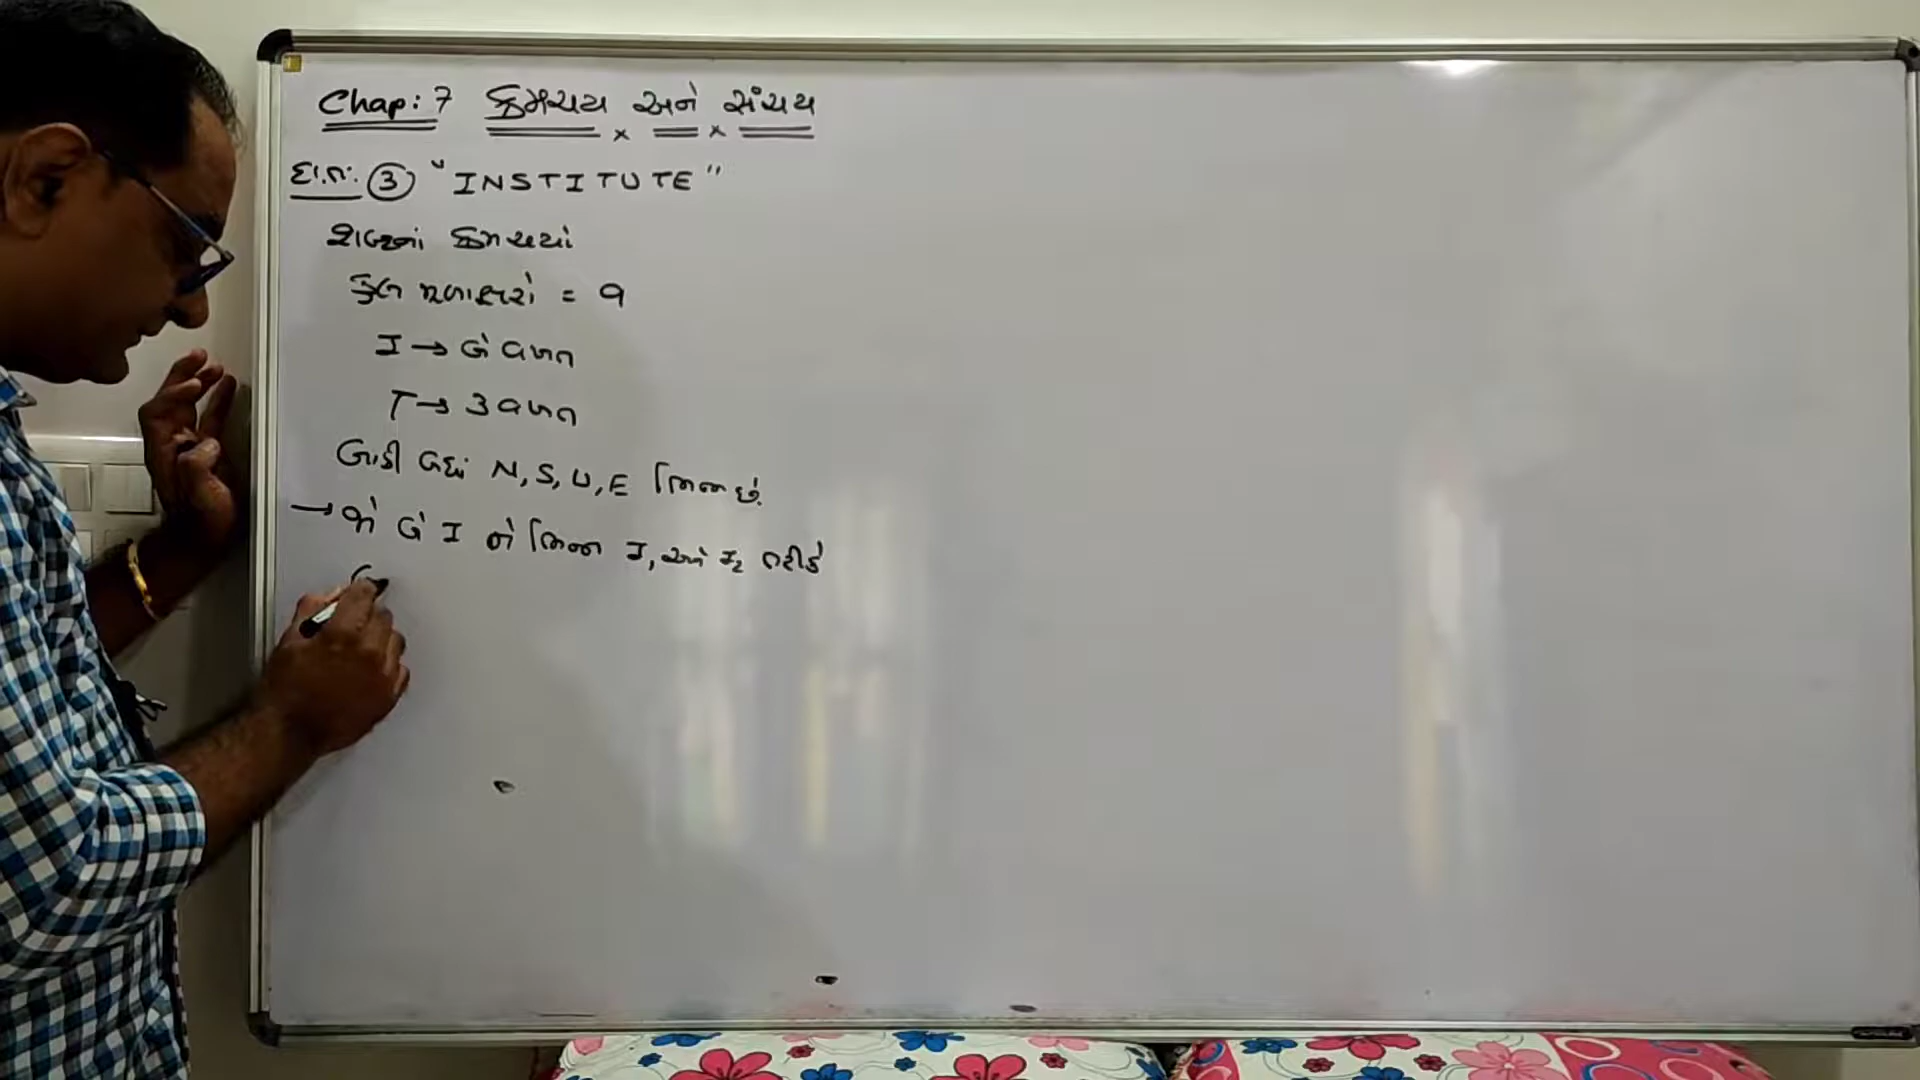 Chap: 7 ક્રમચય અને સંચય
દા.ત. ③ "INSTITUTE"
શબ્દનાં ક્રમચયો
કુલ મૂળાક્ષરો = 9
I → બે વખત
T → 3 વખત
બાકી બધાં N, S, U, E ભિન્ન છે.
→ જો બે I ને ભિન્ન I, અને I₂ તરીકે